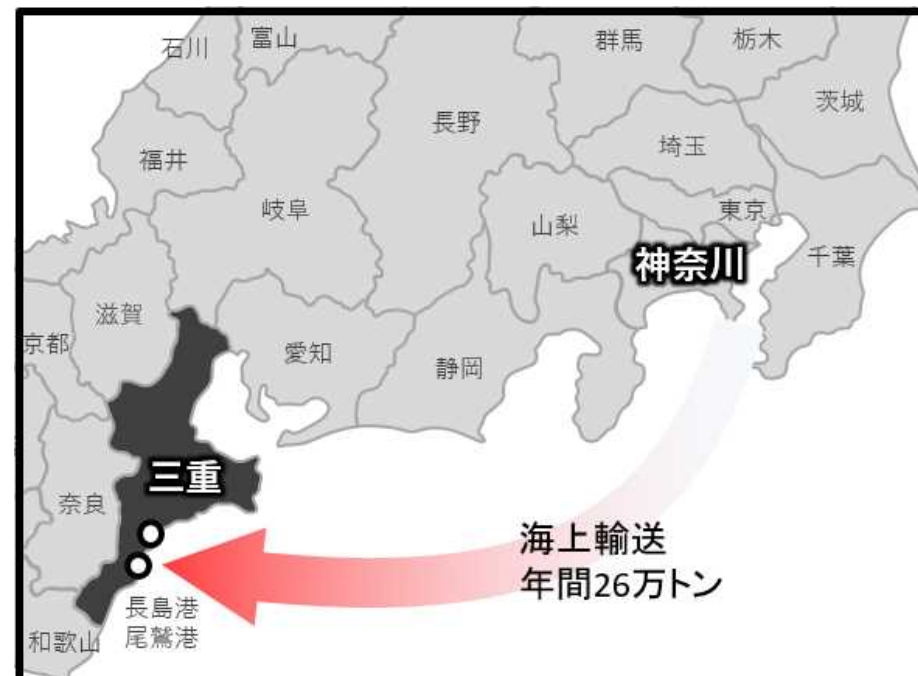 石川
富山
群馬
栃木
長野
茨城
福井
埼玉
岐阜
東京
山梨
神奈川
千葉
滋賀
京都
愛知
静岡
三重
奈良
海上輸送
年間26万トン
長島港
尾鷲港
和歌山